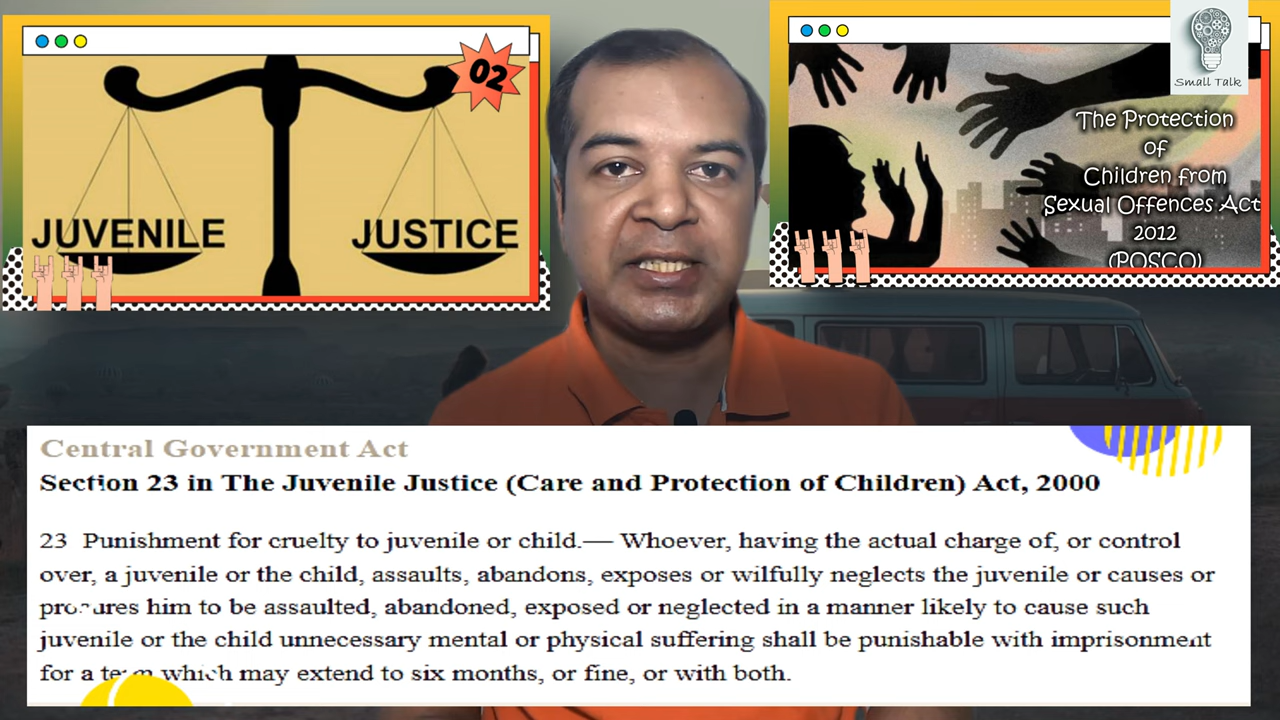 02
JUVENILE JUSTICE
Small Talk
The Protection
of
Children from
Sexual Offences Act
2012
(POSCO)
Central Government Act
Section 23 in The Juvenile Justice (Care and Protection of Children) Act, 2000
23 Punishment for cruelty to juvenile or child.— Whoever, having the actual charge of, or control
over, a juvenile or the child, assaults, abandons, exposes or wilfully neglects the juvenile or causes or
procures him to be assaulted, abandoned, exposed or neglected in a manner likely to cause such
juvenile or the child unnecessary mental or physical suffering shall be punishable with imprisonment
for a term which may extend to six months, or fine, or with both.